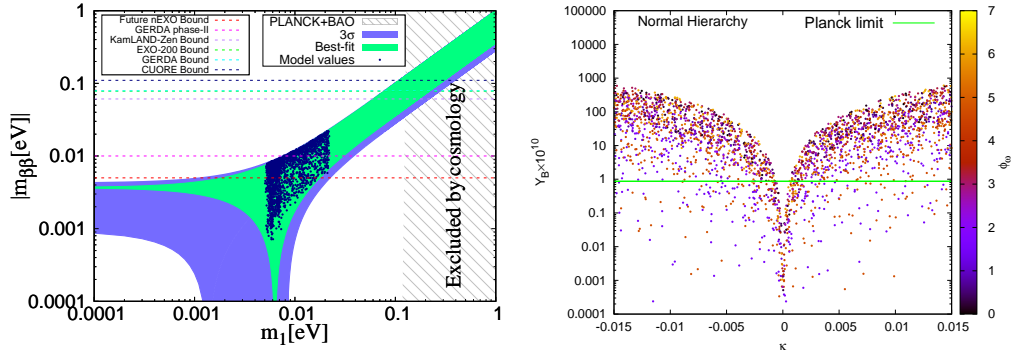 Future nEXO Bound
GERDA phase-II
KamLAND-Zen Bound
EXO-200 Bound
GERDA Bound
CUORE Bound
PLANCK+BAO
3σ
Best-fit
Model values
|mββ[eV]|
1
0.1
0.01
0.001
0.0001
Excluded by cosmology
0.0001 0.001 0.01 0.1 1
m1[eV]
Normal Hierarchy
Planck limit
YB×10^10
100000
10000
1000
100
10
1
0.1
0.01
0.001
0.0001
-0.015 -0.01 -0.005 0 0.005 0.01 0.015
κ
7
6
5
4
3
2
1
0
ϕω